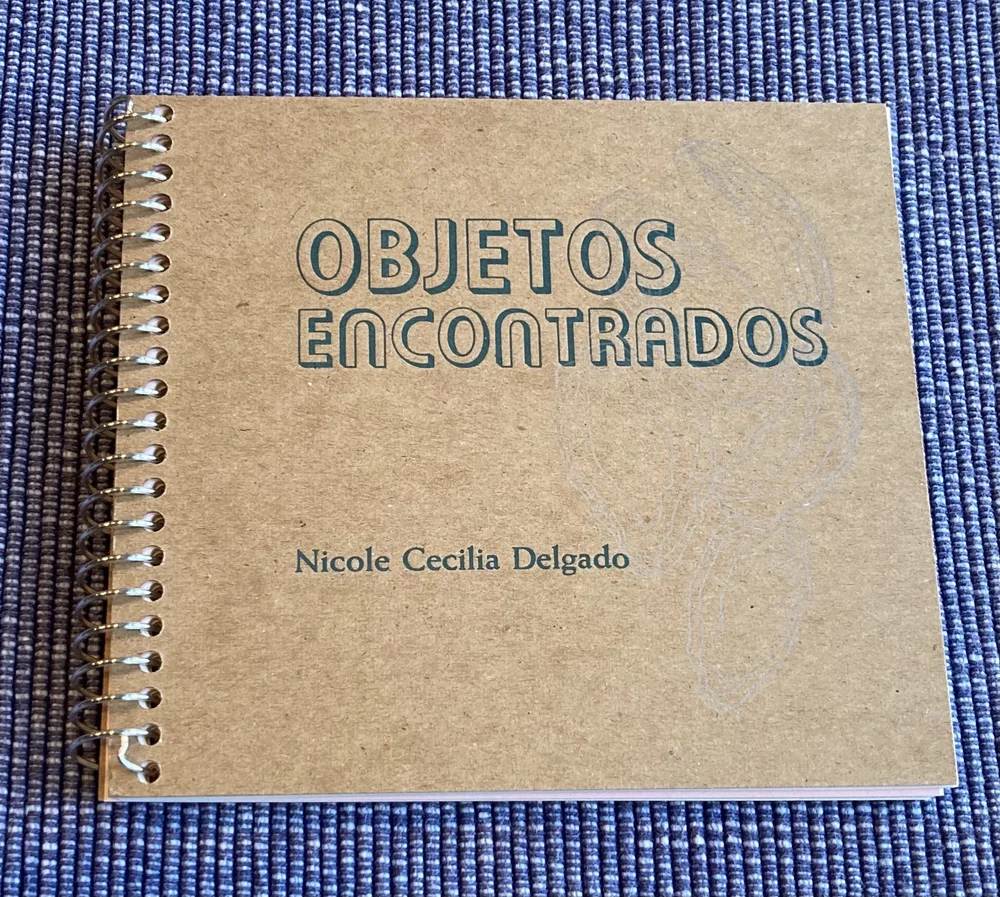 OBJETOS
ENCONTRADOS
Nicole Cecilia Delgado